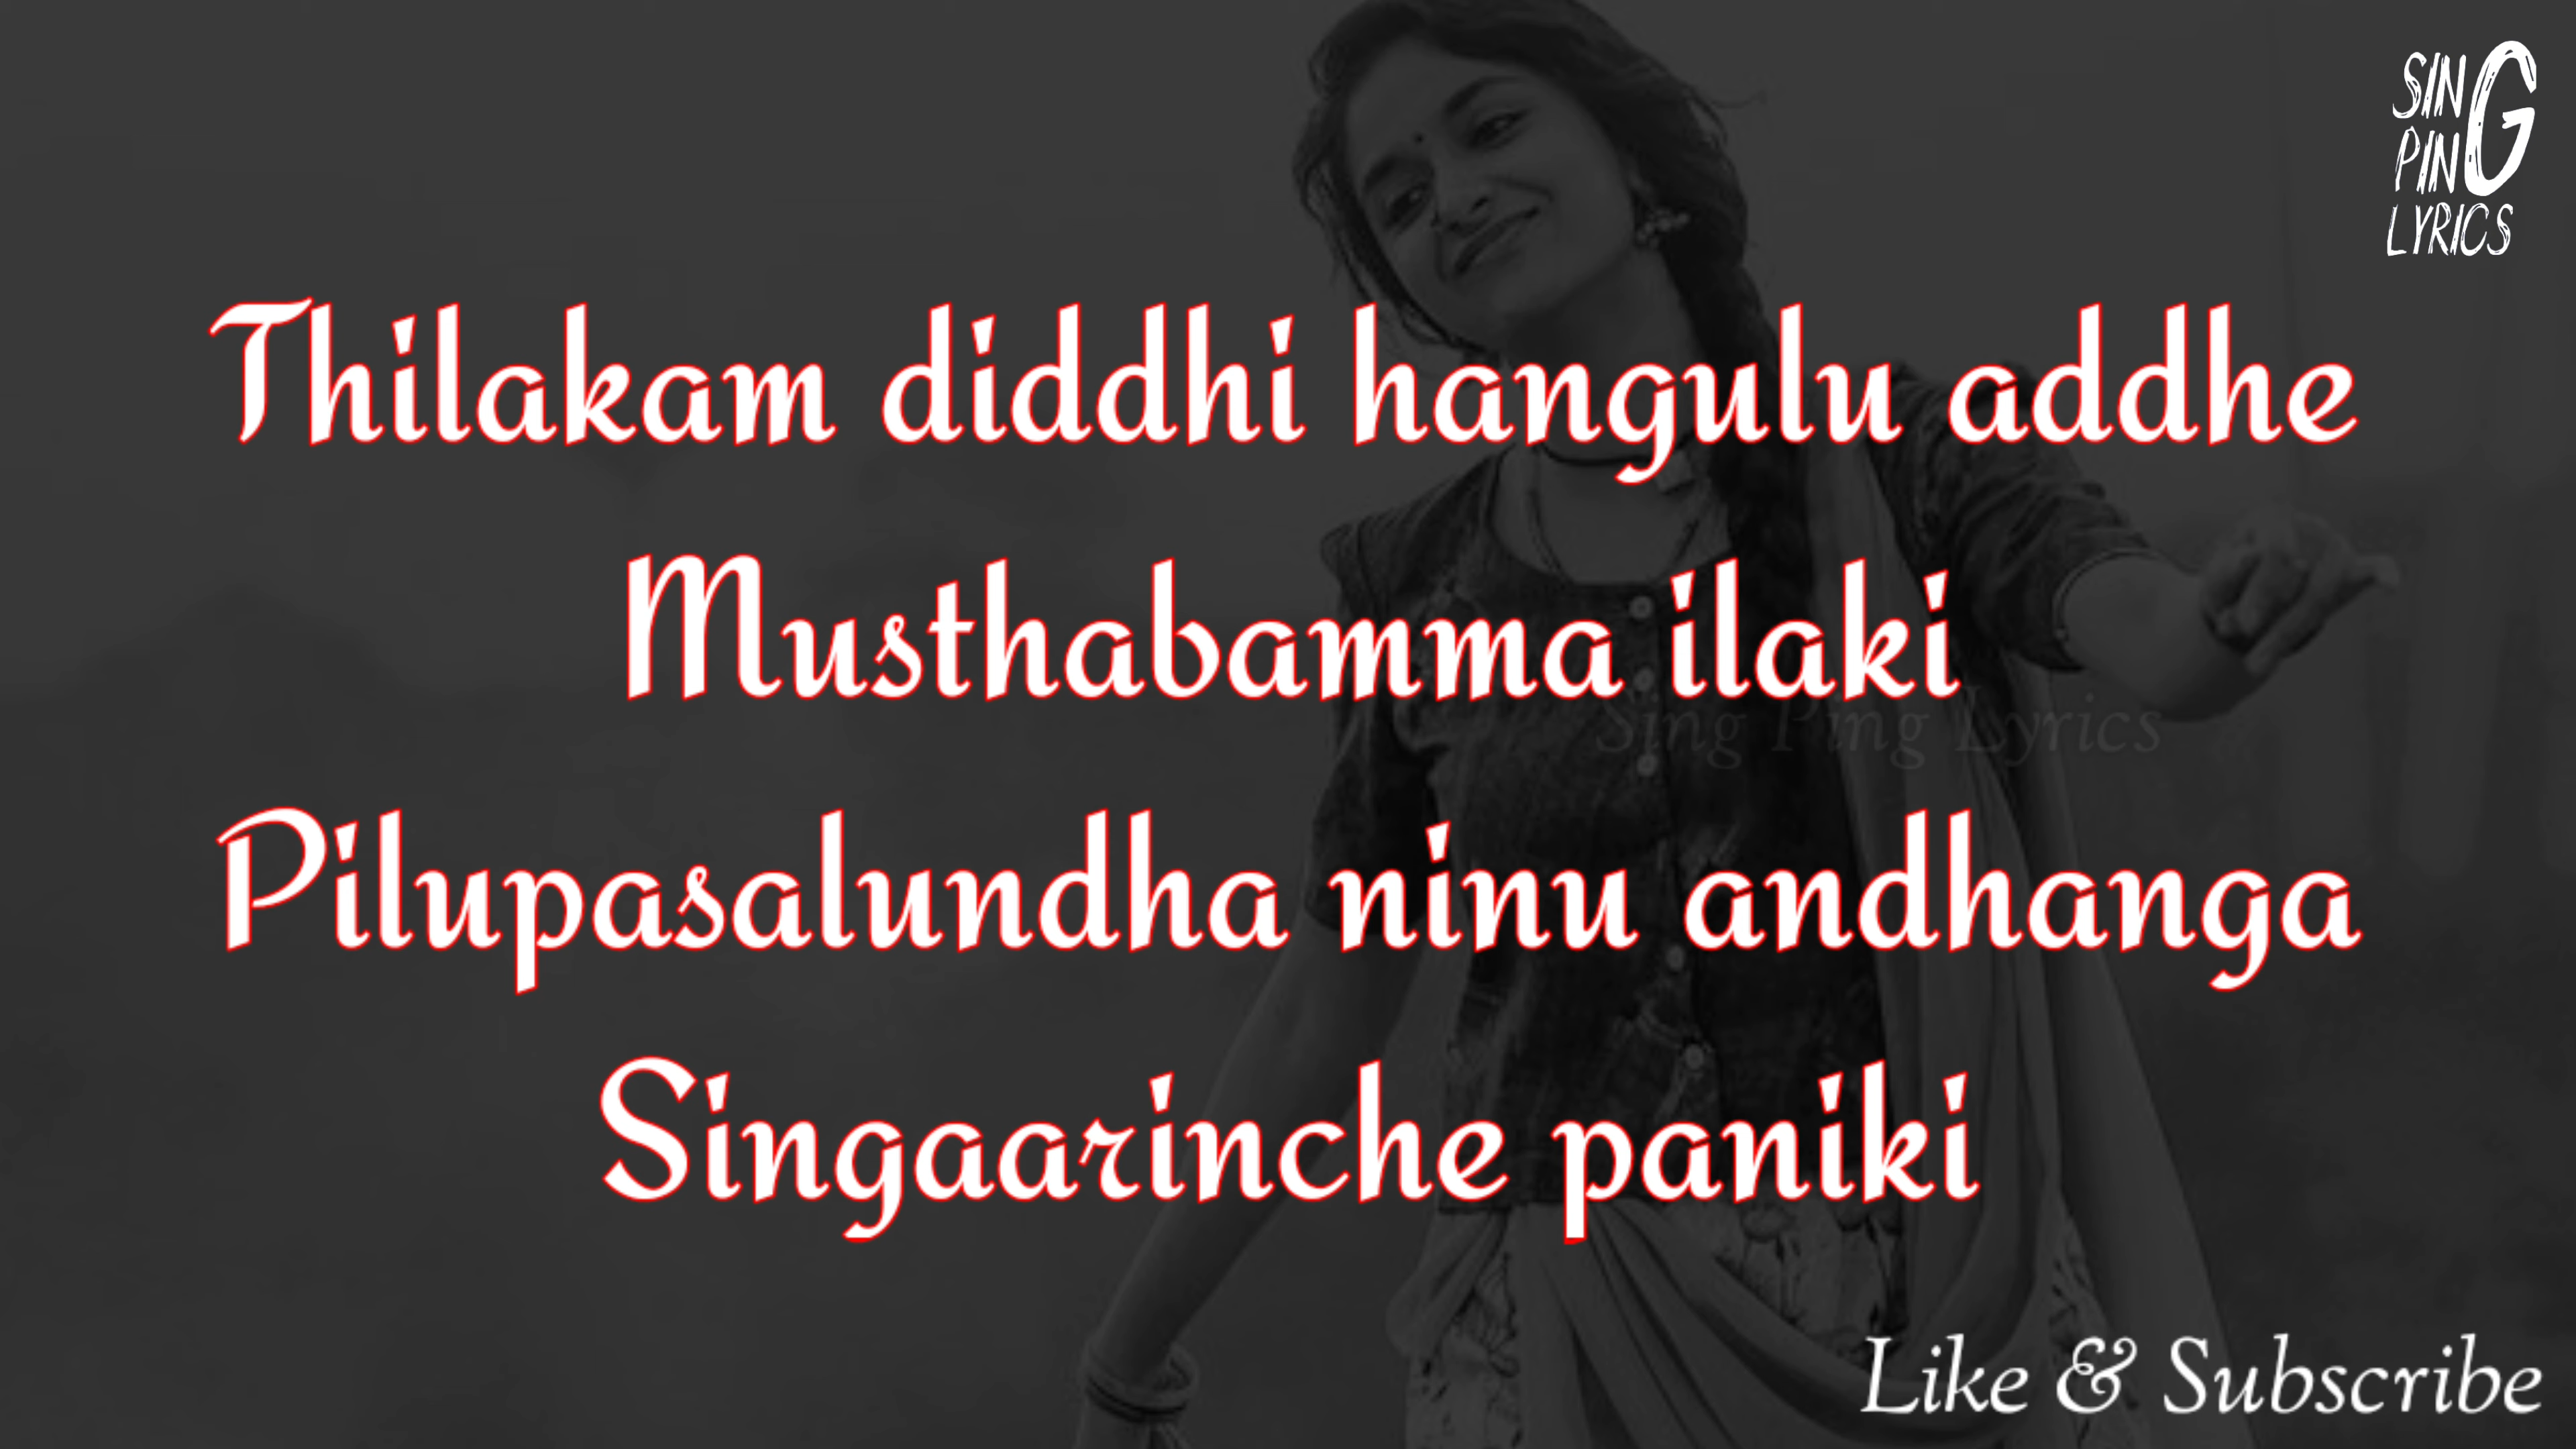 SING
PING
LYRICS
Thilakam diddhi hangulu addhe
Musthabamma ilaki
Sing Ping Lyrics
Pilupasalundha ninu andhanga
Singaarinche paniki
Like & Subscribe